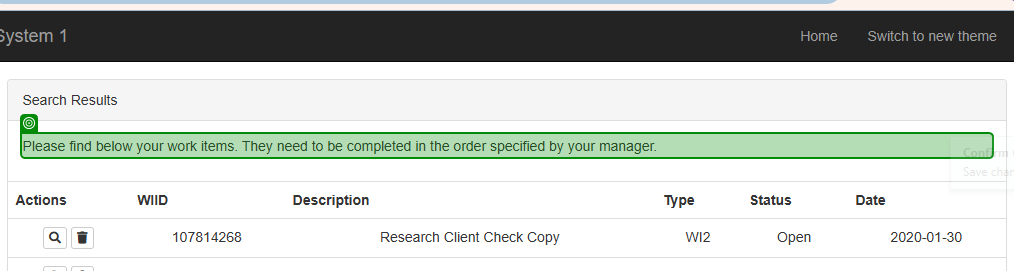 System 1 Home Switch to new theme
Search Results
Please find below your work items. They need to be completed in the order specified by your manager.
Confirm
Save chan
Actions WIID Description Type Status Date
107814268 Research Client Check Copy WI2 Open 2020-01-30